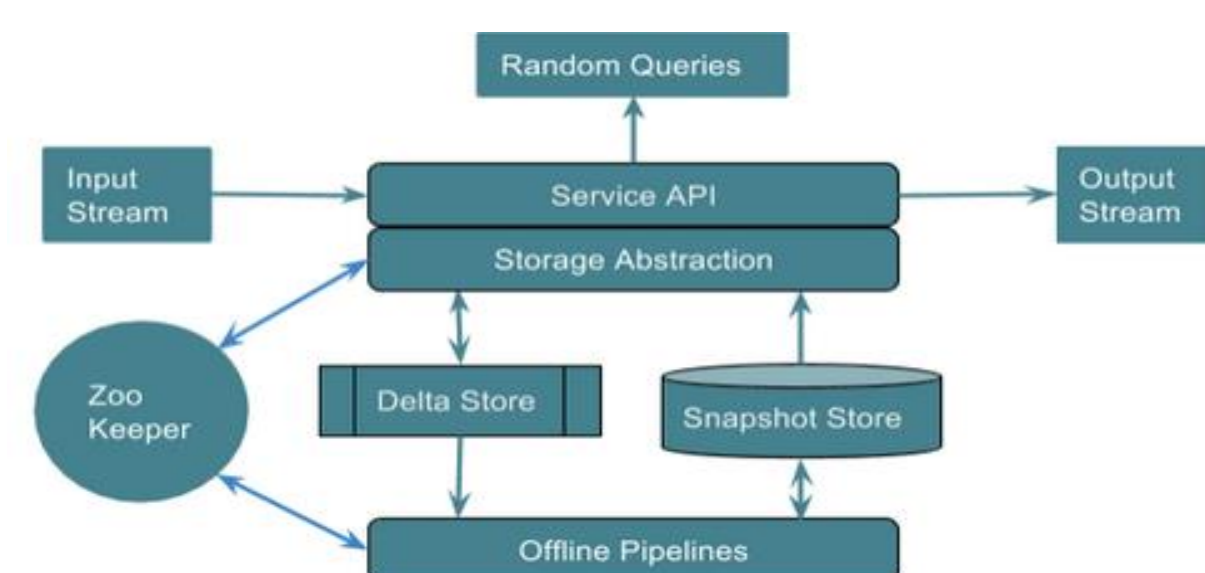 Random Queries
Input
Stream
Service API
Output
Stream
Storage Abstraction
Zoo
Keeper
Delta Store
Snapshot Store
Offline Pipelines